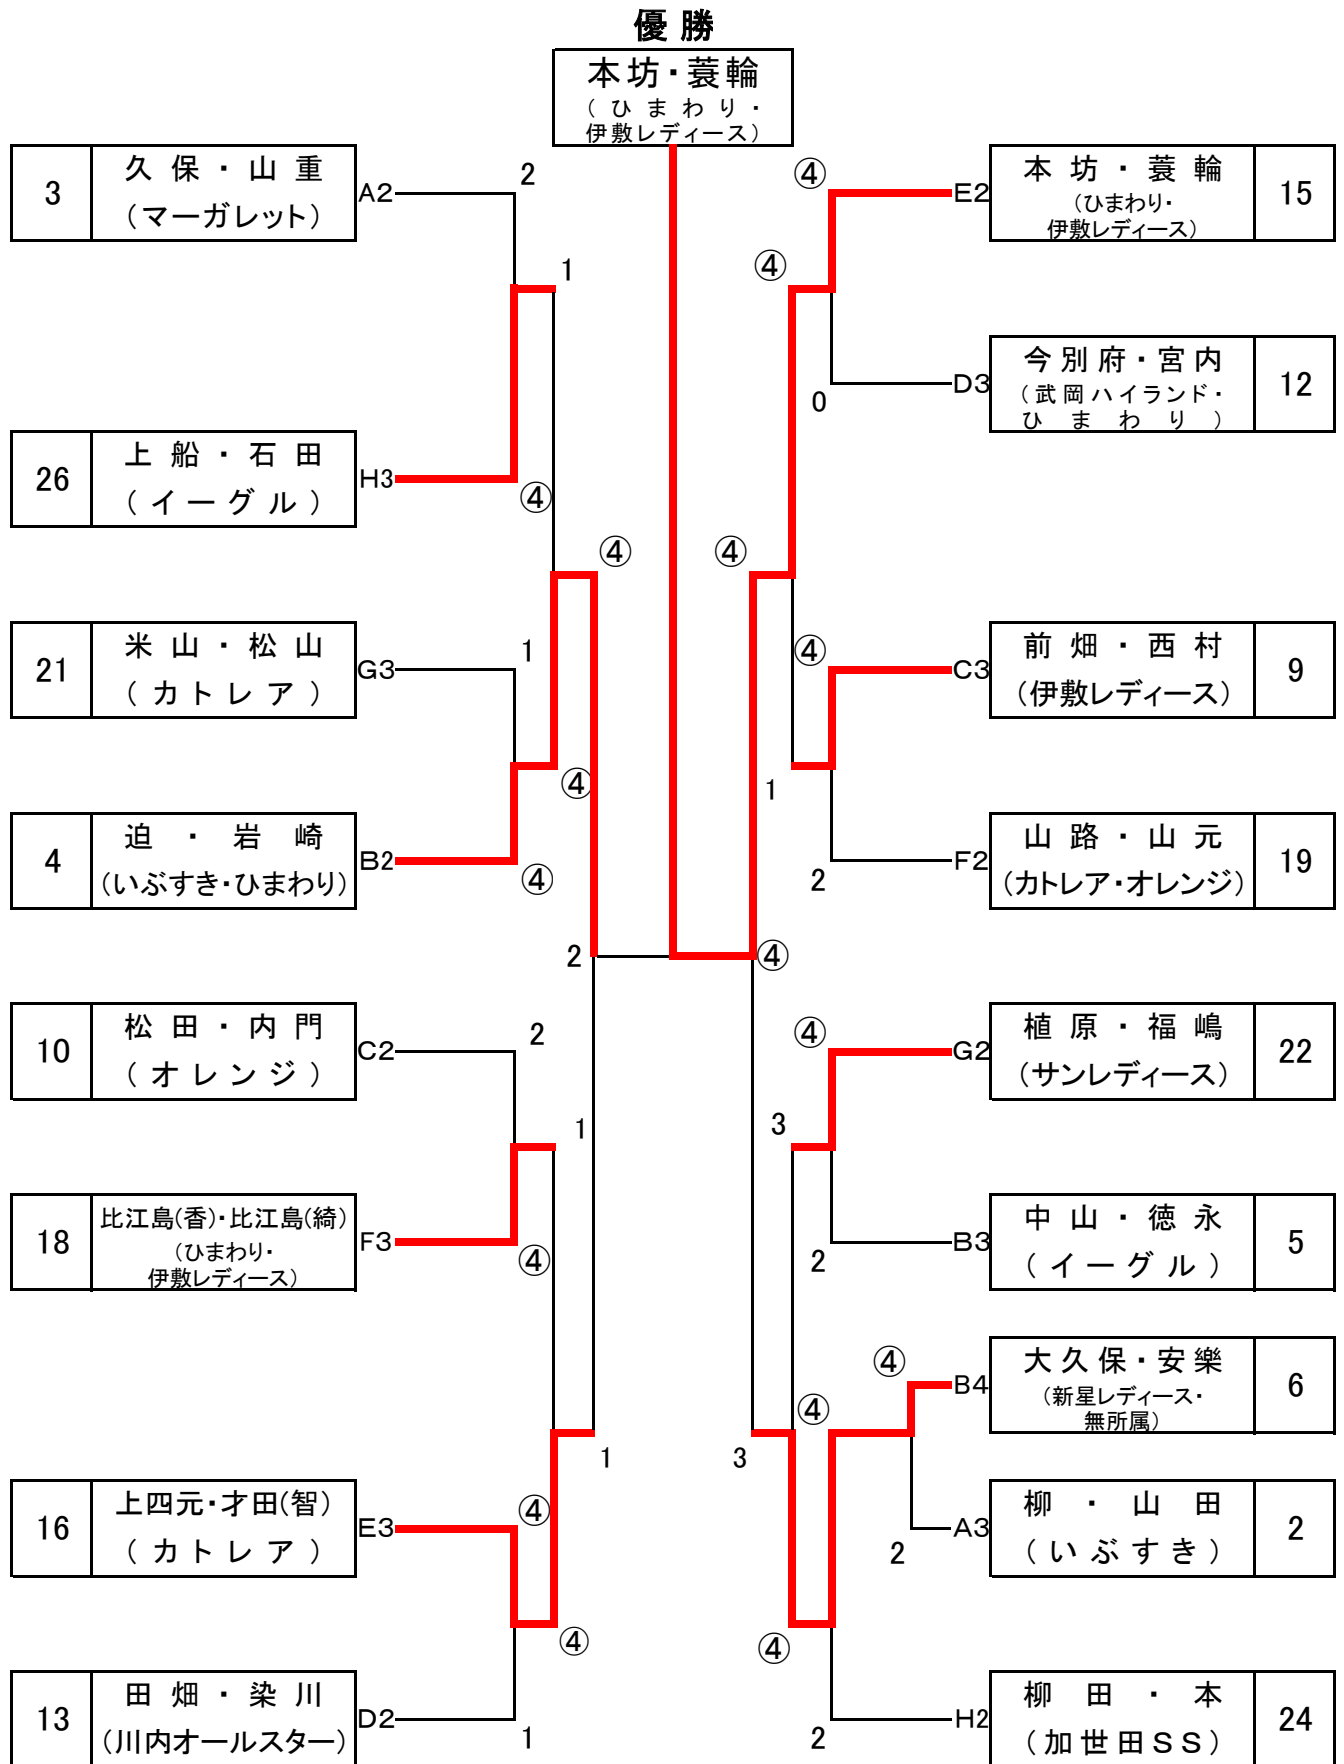 優勝
本坊・蓑輪
(ひまわり・
伊敷レディース)
3
久保・山重
(マーガレット)
A2
2
1
26
上船・石田
(イーグル)
H3
④
④
21
米山・松山
(カトレア)
G3
1
④
4
迫・岩崎
(いぶすき・ひまわり)
B2
④
2
10
松田・内門
(オレンジ)
C2
2
1
18
比江島(香)・比江島(綺)
(ひまわり・
伊敷レディース)
F3
④
1
16
上四元・才田(智)
(カトレア)
E3
④
④
13
田畑・染川
(川内オールスター)
D2
1
④
E2
本坊・蓑輪
(ひまわり・
伊敷レディース)
15
④
0
D3
今別府・宮内
(武岡ハイランド・
ひまわり)
12
④
④
C3
前畑・西村
(伊敷レディース)
9
1
2
F2
山路・山元
(カトレア・オレンジ)
19
④
④
G2
植原・福嶋
(サンレディース)
22
3
2
B3
中山・徳永
(イーグル)
5
④
B4
大久保・安樂
(新星レディース・
無所属)
6
④
3
2
A3
柳・山田
(いぶすき)
2
④
2
H2
柳田・本
(加世田SS)
24